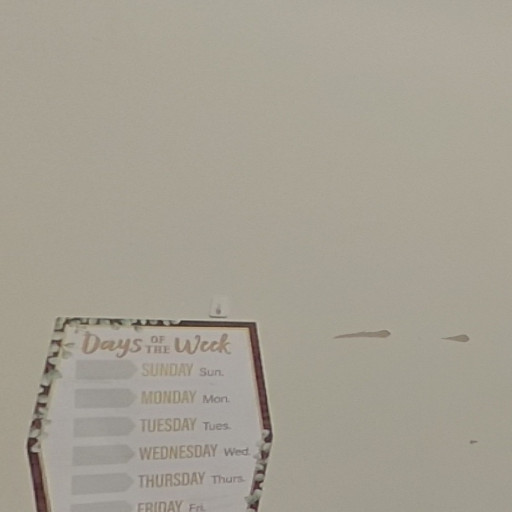 Days OF THE Week
SUNDAY Sun.
MONDAY Mon.
TUESDAY Tues.
WEDNESDAY Wed.
THURSDAY Thurs.
FRIDAY Fri.